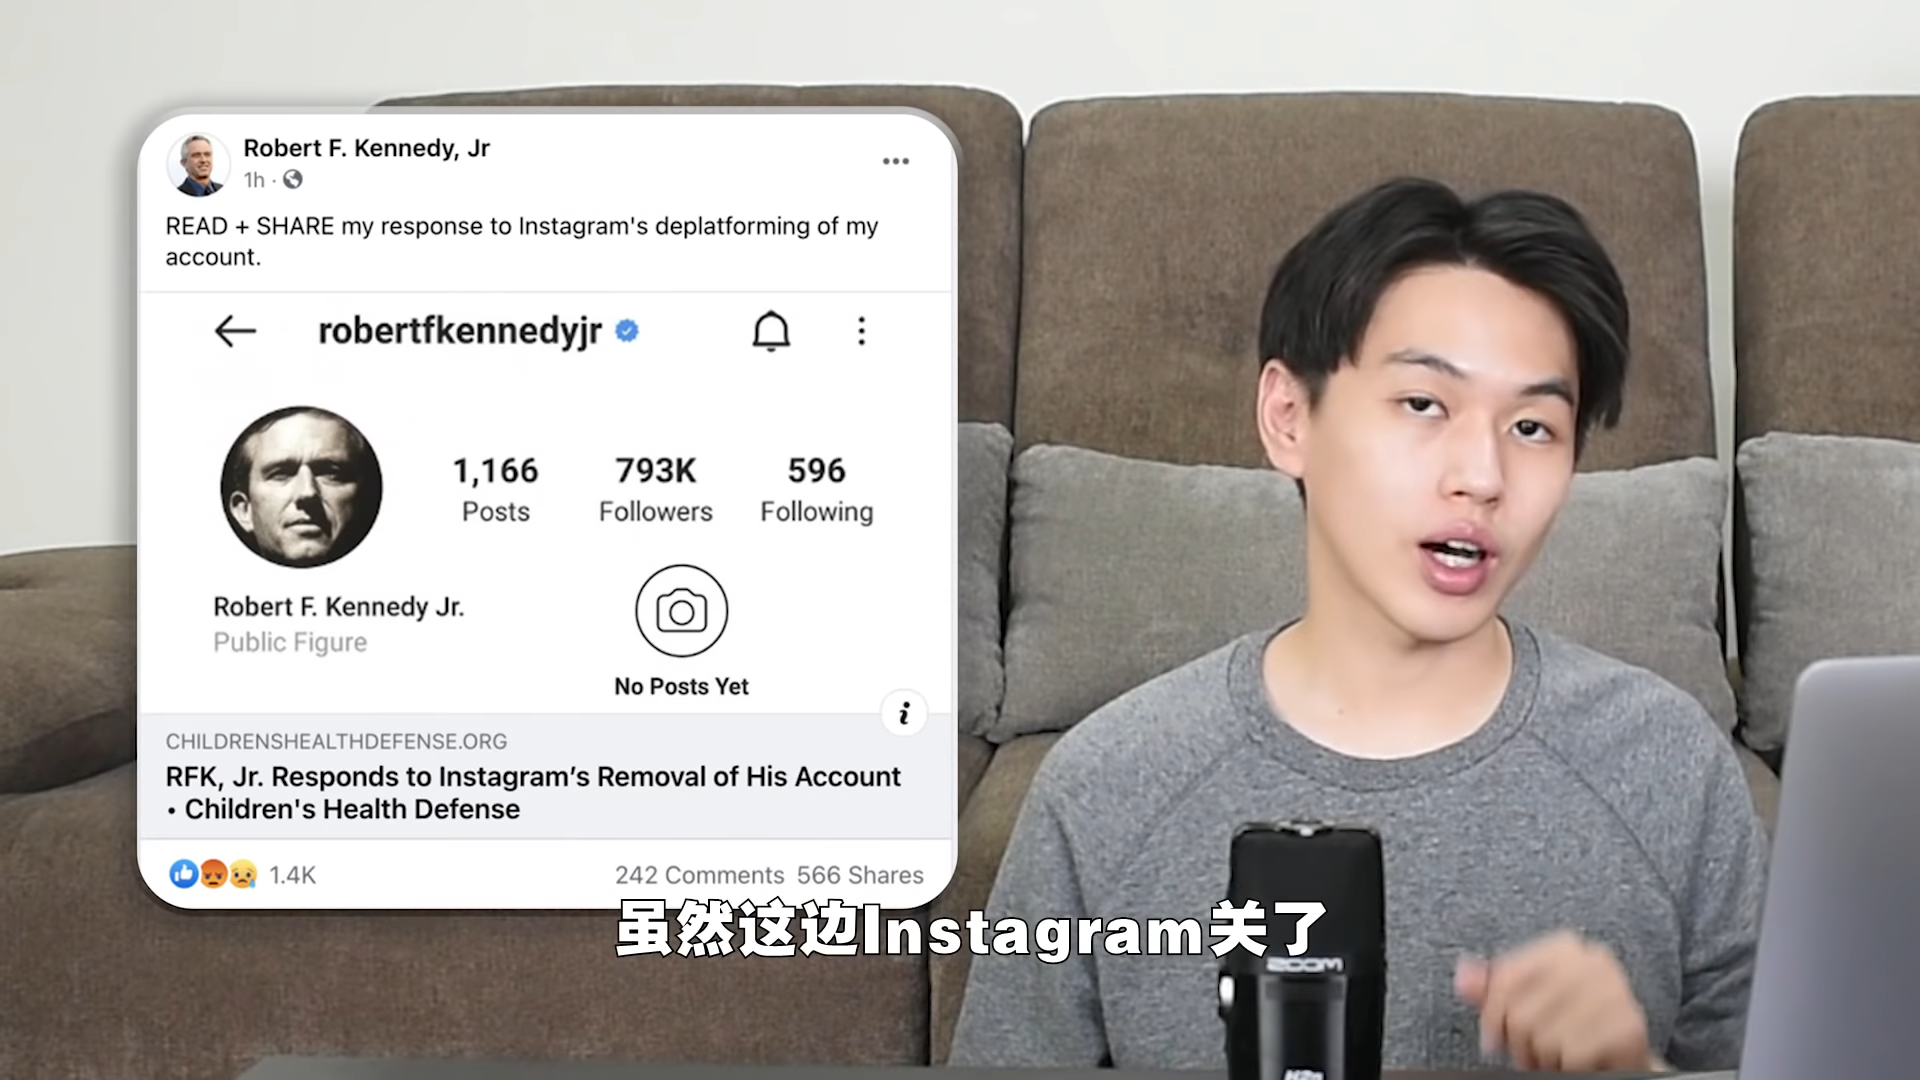 Robert F. Kennedy, Jr
1h ·
READ + SHARE my response to Instagram's deplatforming of my
account.
robertfkennedyjr
1,166 793K 596
Posts Followers Following
Robert F. Kennedy Jr.
Public Figure
No Posts Yet
CHILDRENSHEALTHDEFENSE.ORG
RFK, Jr. Responds to Instagram’s Removal of His Account
• Children's Health Defense
1.4K 242 Comments 566 Shares
虽然这边Instagram关了
ZOOM
H2n